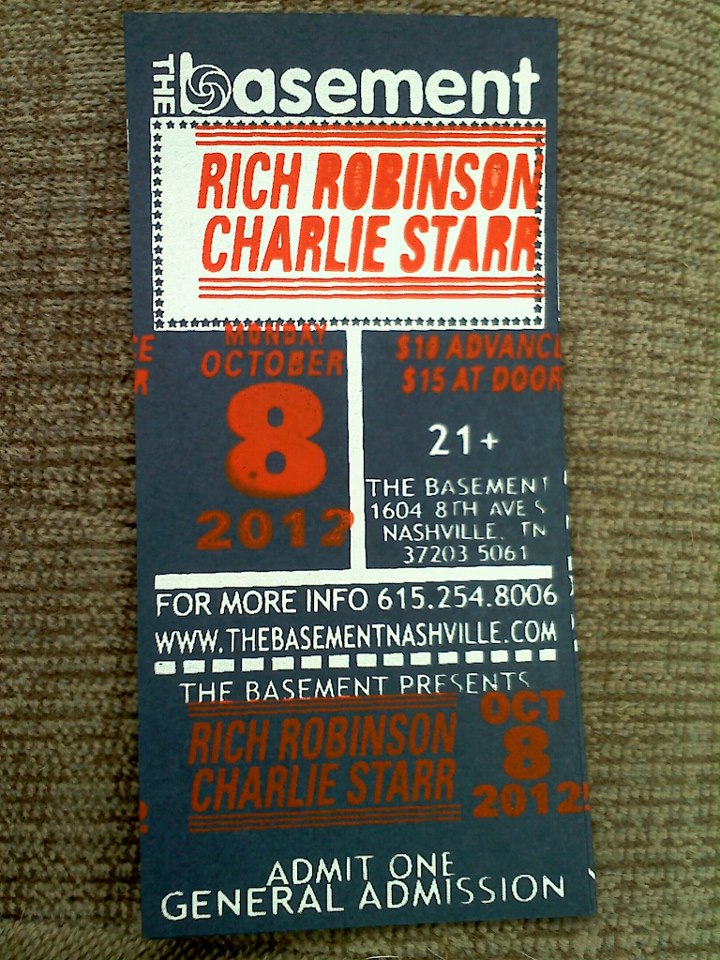 THE basement
RICH ROBINSON
CHARLIE STARR
MONDAY
OCTOBER
8
2012
$10 ADVANCE
$15 AT DOOR
21+
THE BASEMENT
1604 8TH AVE S
NASHVILLE, TN
37203 5061
FOR MORE INFO 615.254.8006
WWW.THEBASEMENTNASHVILLE.COM
THE BASEMENT PRESENTS
RICH ROBINSON
CHARLIE STARR
OCT
8
2012
ADMIT ONE
GENERAL ADMISSION